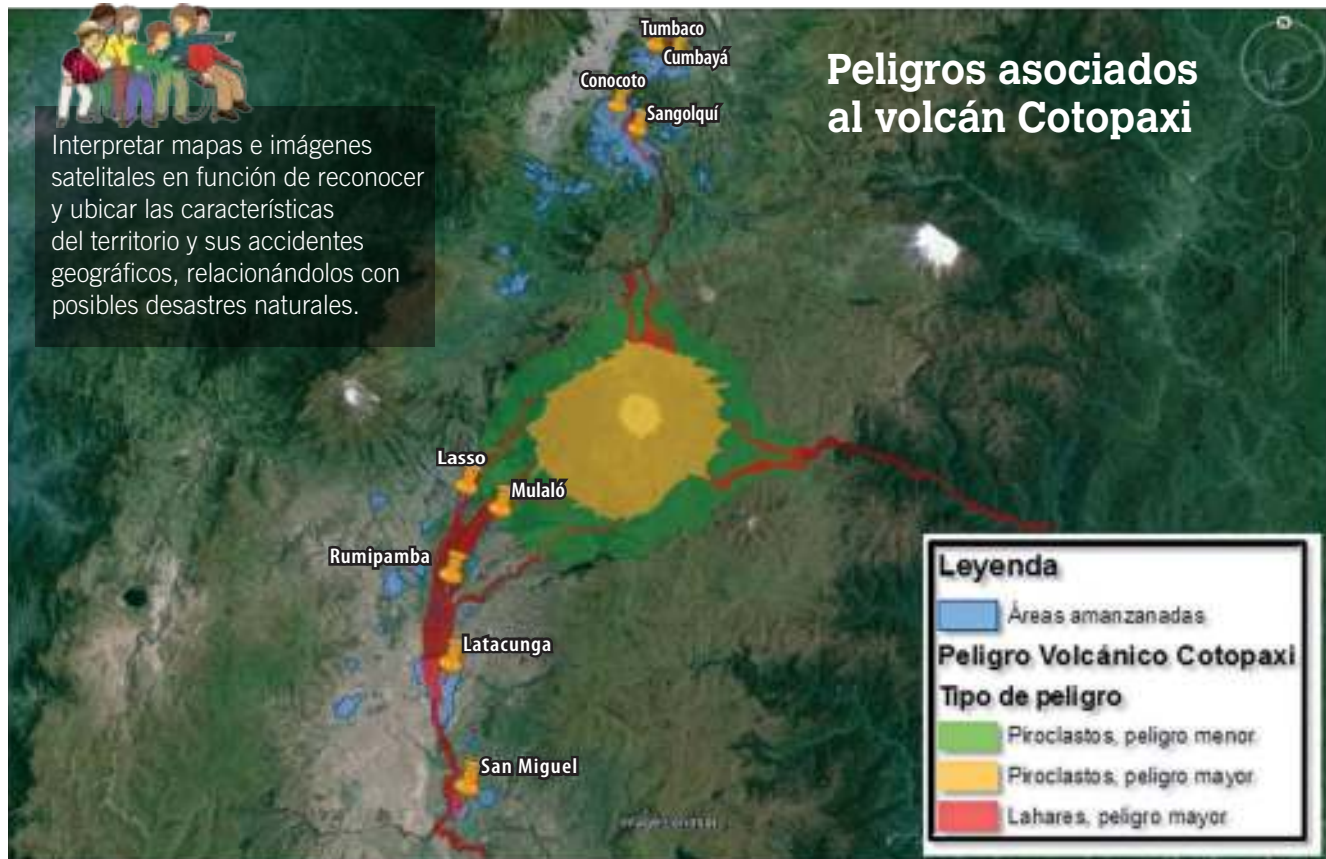 Peligros asociados
al volcán Cotopaxi
Interpretar mapas e imágenes
satelitales en función de reconocer
y ubicar las características
del territorio y sus accidentes
geográficos, relacionándolos con
posibles desastres naturales.
Tumbaco
Cumbayá
Conocoto
Sangolquí
Lasso
Mulaló
Rumipamba
Latacunga
San Miguel
Leyenda
Áreas amanzanadas
Peligro Volcánico Cotopaxi
Tipo de peligro
Piroclastos, peligro menor
Piroclastos, peligro mayor
Lahares, peligro mayor